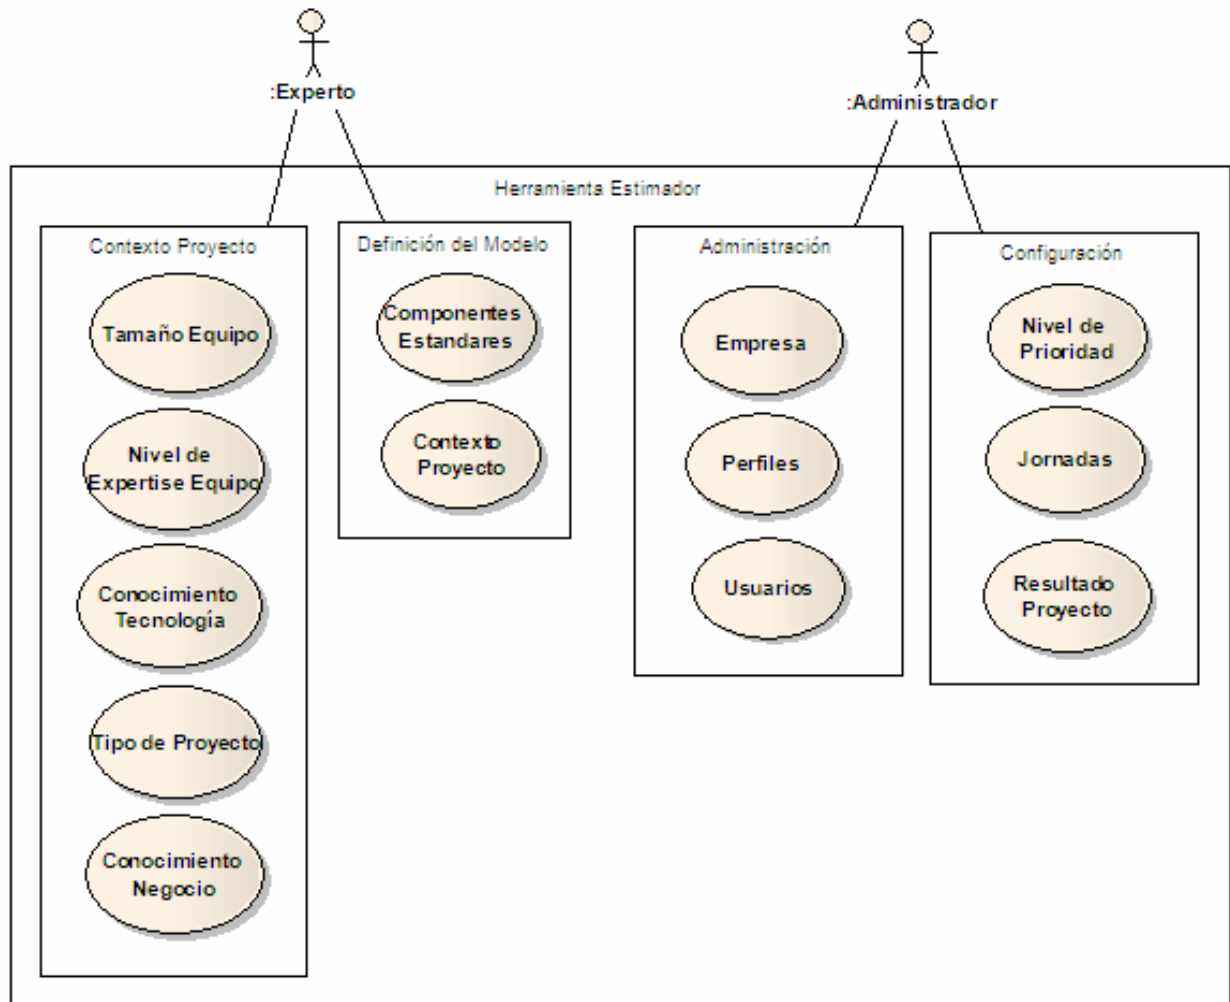 :Experto
:Administrador
Herramienta Estimador
Contexto Proyecto
Tamaño Equipo
Nivel de
Expertise Equipo
Conocimiento
Tecnología
Tipo de Proyecto
Conocimiento
Negocio
Definición del Modelo
Componentes
Estandares
Contexto
Proyecto
Administración
Empresa
Perfiles
Usuarios
Configuración
Nivel de
Prioridad
Jornadas
Resultado
Proyecto